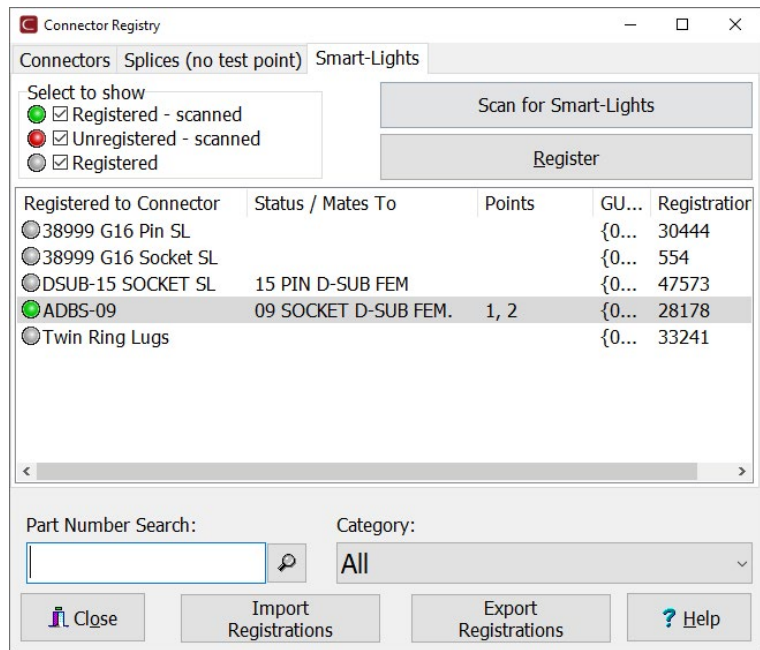 Connector Registry
Connectors Splices (no test point) Smart-Lights
Select to show
Registered - scanned
Unregistered - scanned
Registered
Scan for Smart-Lights
Register
Registered to Connector Status / Mates To Points GU... Registration
38999 G16 Pin SL {0... 30444
38999 G16 Socket SL {0... 554
DSUB-15 SOCKET SL 15 PIN D-SUB FEM {0... 47573
ADBS-09 09 SOCKET D-SUB FEM. 1, 2 {0... 28178
Twin Ring Lugs {0... 33241
Part Number Search:
Category:
All
Close
Import
Registrations
Export
Registrations
? Help